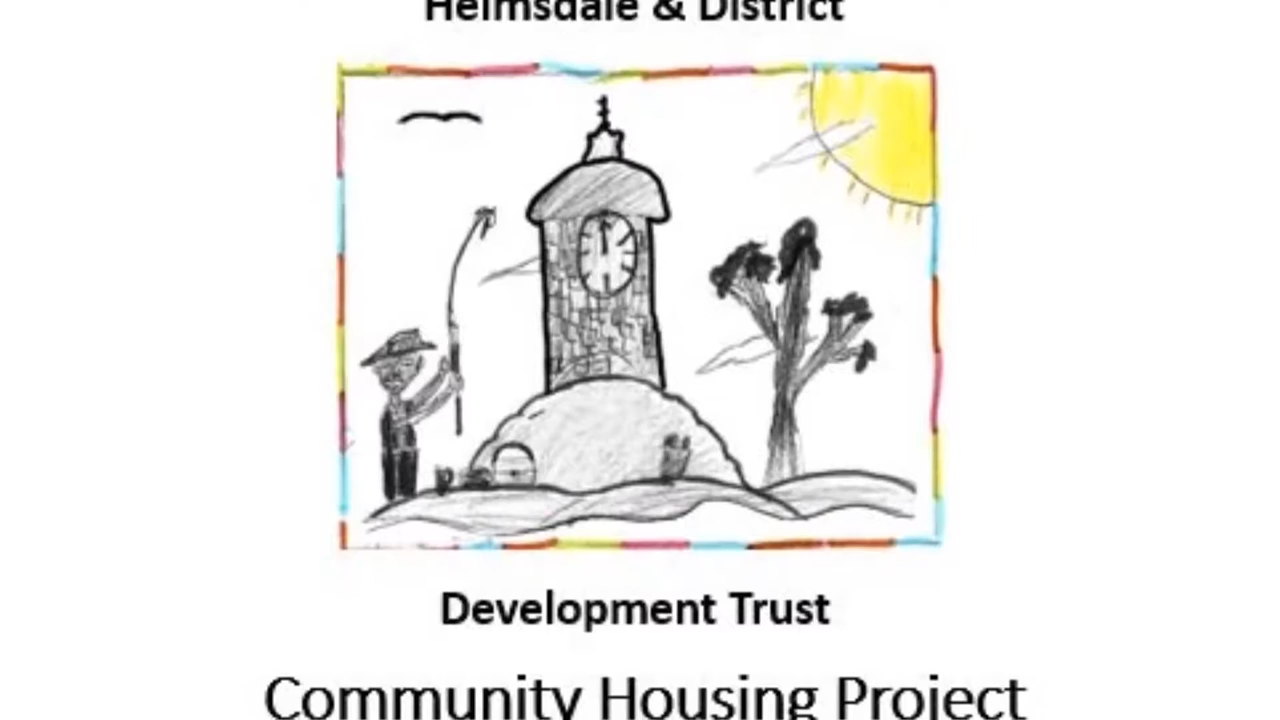 Helmsdale & District
Development Trust
Community Housing Project